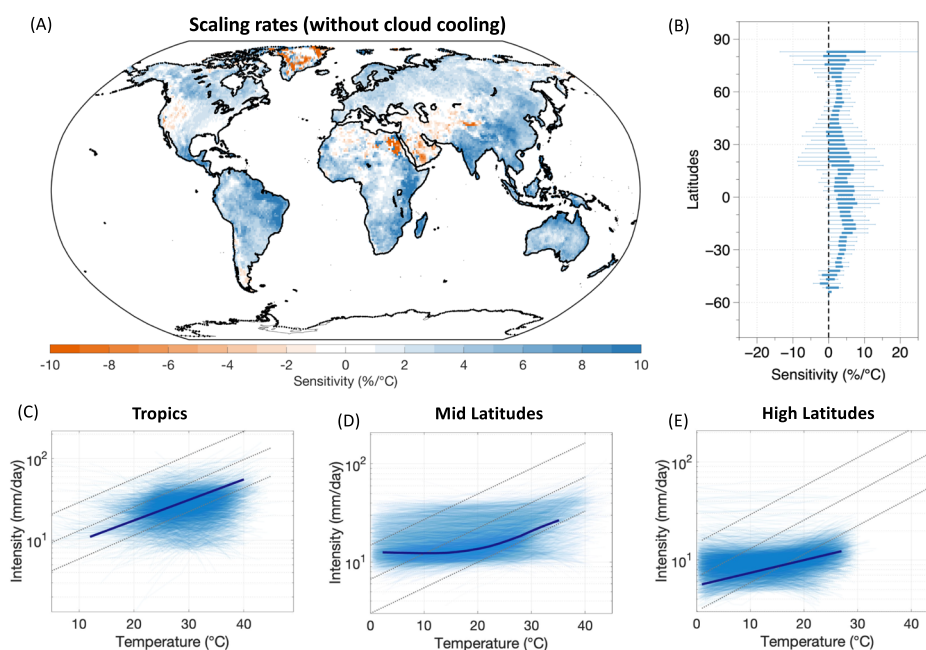 (A)
Scaling rates (without cloud cooling)
-10 -8 -6 -4 -2 0 2 4 6 8 10
Sensitivity (%/°C)
(B)
90
60
30
0
−30
−60
Latitudes
−20 −10 0 10 20
Sensitivity (%/°C)
(C)
Tropics
10²
10¹
Intensity (mm/day)
10 20 30 40
Temperature (°C)
(D)
Mid Latitudes
10²
10¹
Intensity (mm/day)
0 10 20 30 40
Temperature (°C)
(E)
High Latitudes
10²
10¹
Intensity (mm/day)
0 10 20 30 40
Temperature (°C)